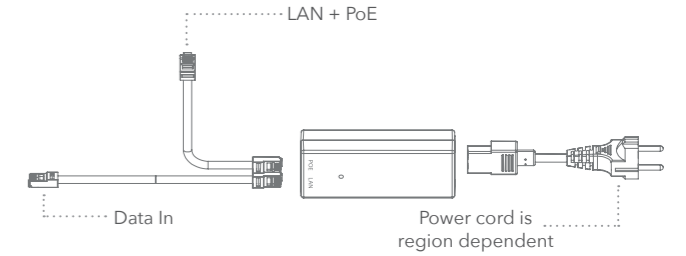 LAN + PoE
POE LAN
Data In
Power cord is
region dependent